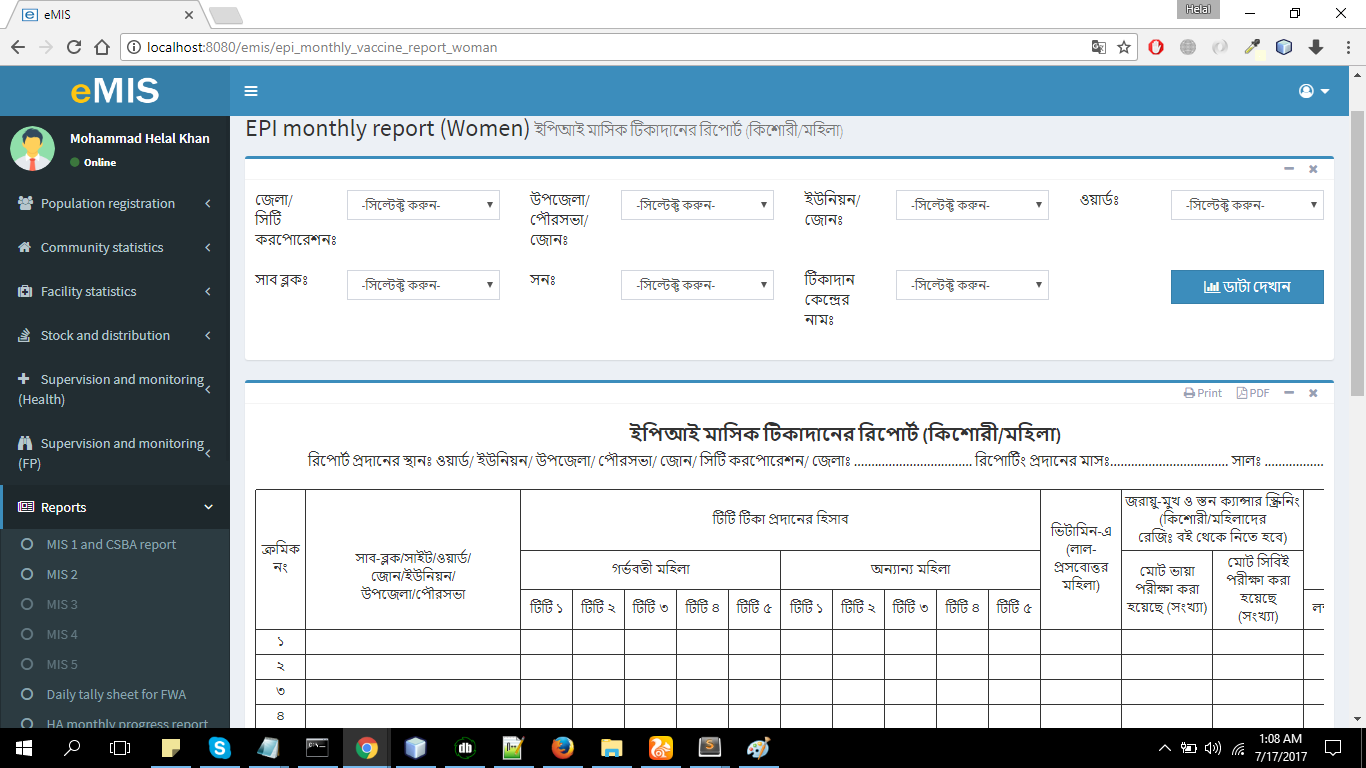 eMIS
Helal
localhost:8080/emis/epi_monthly_vaccine_report_woman
eMIS
Mohammad Helal Khan
Online
Population registration
Community statistics
Facility statistics
Stock and distribution
Supervision and monitoring
(Health)
Supervision and monitoring
(FP)
Reports
MIS 1 and CSBA report
MIS 2
MIS 3
MIS 4
MIS 5
Daily tally sheet for FWA
HA monthly progress report
EPI monthly report (Women) ইপিআই মাসিক টিকাদানের রিপোর্ট (কিশোরী/মহিলা)
জেলা/
সিটি
করপোরেশনঃ
-সিলেক্ট করুন-
উপজেলা/
পৌরসভা/
জোনঃ
-সিলেক্ট করুন-
ইউনিয়ন/
জোনঃ
-সিলেক্ট করুন-
ওয়ার্ডঃ
-সিলেক্ট করুন-
সাব ব্লকঃ
-সিলেক্ট করুন-
সনঃ
-সিলেক্ট করুন-
টিকাদান
কেন্দ্রের
নামঃ
-সিলেক্ট করুন-
ডাটা দেখান
Print PDF
ইপিআই মাসিক টিকাদানের রিপোর্ট (কিশোরী/মহিলা)
রিপোর্ট প্রদানের স্থানঃ ওয়ার্ড/ ইউনিয়ন/ উপজেলা/ পৌরসভা/ জোন/ সিটি করপোরেশন/ জেলাঃ .................................. রিপোর্টিং প্রদানের মাসঃ.................................. সালঃ .................
ক্রমিক
নং
সাব-ব্লক/সাইট/ওয়ার্ড/
জোন/ইউনিয়ন/
উপজেলা/পৌরসভা
টিটি টিকা প্রদানের হিসাব
গর্ভবতী মহিলা
অন্যান্য মহিলা
টিটি ১ টিটি ২ টিটি ৩ টিটি ৪ টিটি ৫ টিটি ১ টিটি ২ টিটি ৩ টিটি ৪ টিটি ৫
ভিটামিন-এ
(লাল-
প্রসবোত্তর
মহিলা)
জরায়ু-মুখ ও স্তন ক্যান্সার স্ক্রিনিং
(কিশোরী/মহিলাদের
রেজিঃ বই থেকে নিতে হবে)
মোট ভায়া
পরীক্ষা করা
হয়েছে (সংখ্যা)
মোট সিবিই
পরীক্ষা করা
হয়েছে
(সংখ্যা)
১
২
৩
৪
1:08 AM
7/17/2017